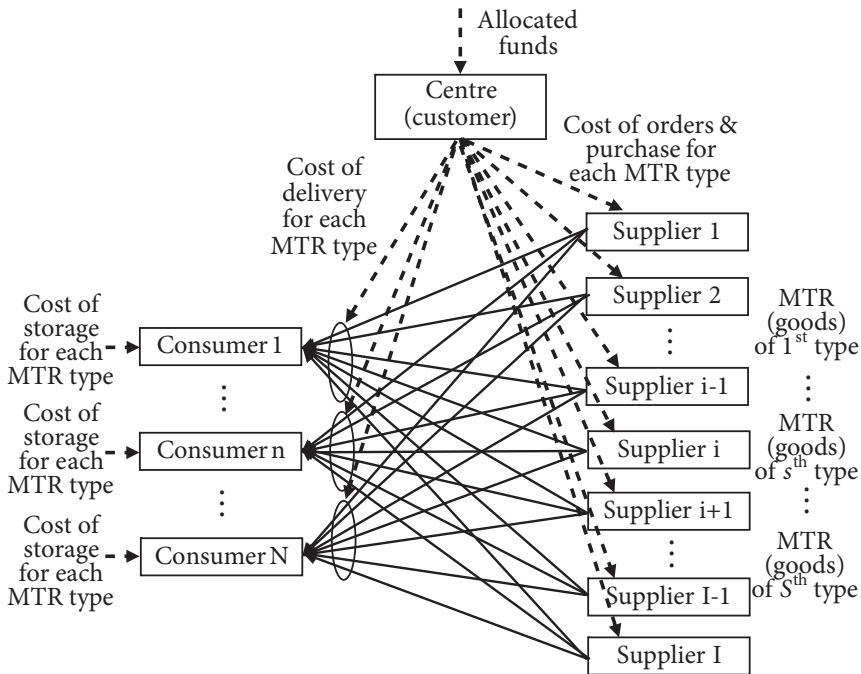 Allocated
funds
Centre
(customer)
Cost of orders &
purchase for
each MTR type
Cost of
delivery
for each
MTR type
Supplier 1
Supplier 2
⋮
Supplier i-1
Supplier i
Supplier i+1
⋮
Supplier I-1
Supplier I
MTR
(goods)
of 1st type
⋮
MTR
(goods)
of sth type
⋮
MTR
(goods)
of Sth type
Cost of
storage
for each
MTR type
Consumer 1
⋮
Cost of
storage
for each
MTR type
Consumer n
⋮
Cost of
storage
for each
MTR type
Consumer N